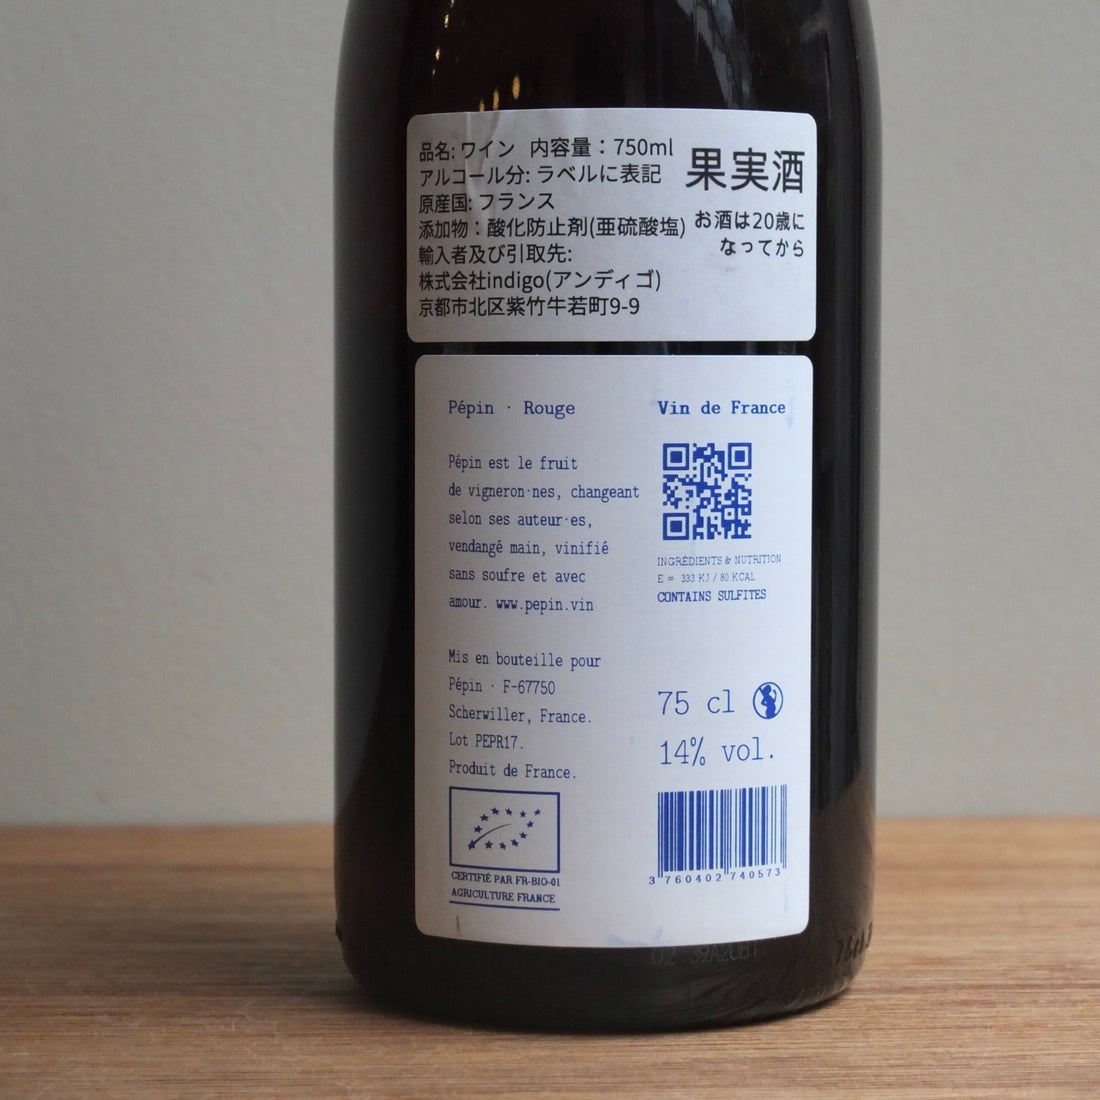 品名: ワイン 内容量：750ml
アルコール分: ラベルに表記
原産国: フランス
添加物：酸化防止剤(亜硫酸塩)
輸入者及び引取先:
株式会社indigo(アンディゴ)
京都市北区紫竹牛若町9-9
果実酒
お酒は20歳に
なってから
Pépin · Rouge
Pépin est le fruit
de vigneron·nes, changeant
selon ses auteur·es,
vendangé main, vinifié
sans soufre et avec
amour. www.pepin.vin
Mis en bouteille pour
Pépin · F-67750
Scherwiller, France.
Lot PEPR17.
Produit de France.
CERTIFIÉ PAR FR-BIO-01
AGRICULTURE FRANCE
Vin de France
INGRÉDIENTS & NUTRITION
E = 333 KJ / 80 KCAL
CONTAINS SULFITES
75 cl
14% vol.
3 760402 740573